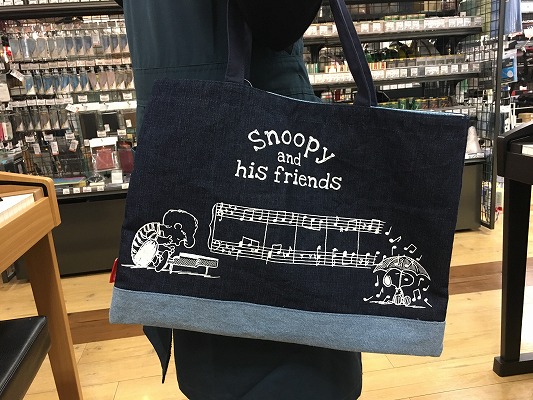 Snoopy
and
his friends